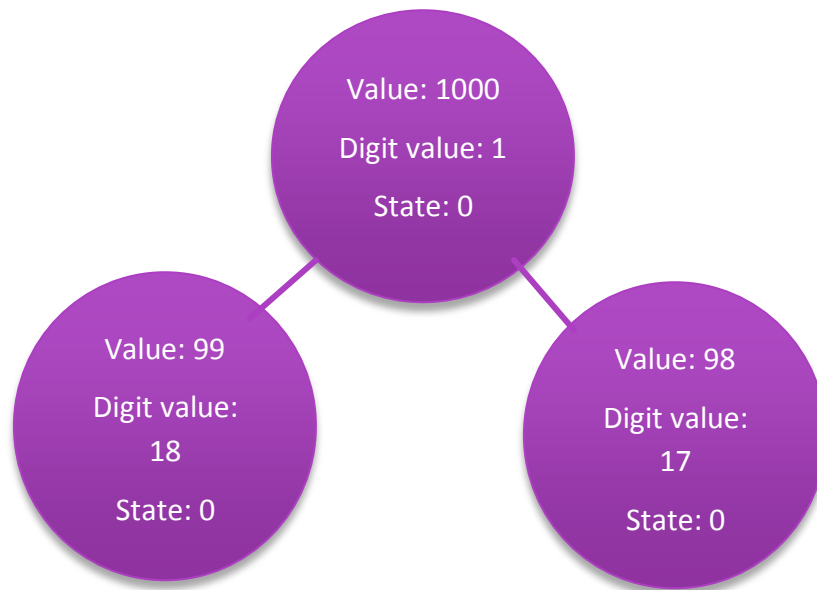 Value: 1000
Digit value: 1
State: 0
Value: 99
Digit value:
18
State: 0
Value: 98
Digit value:
17
State: 0